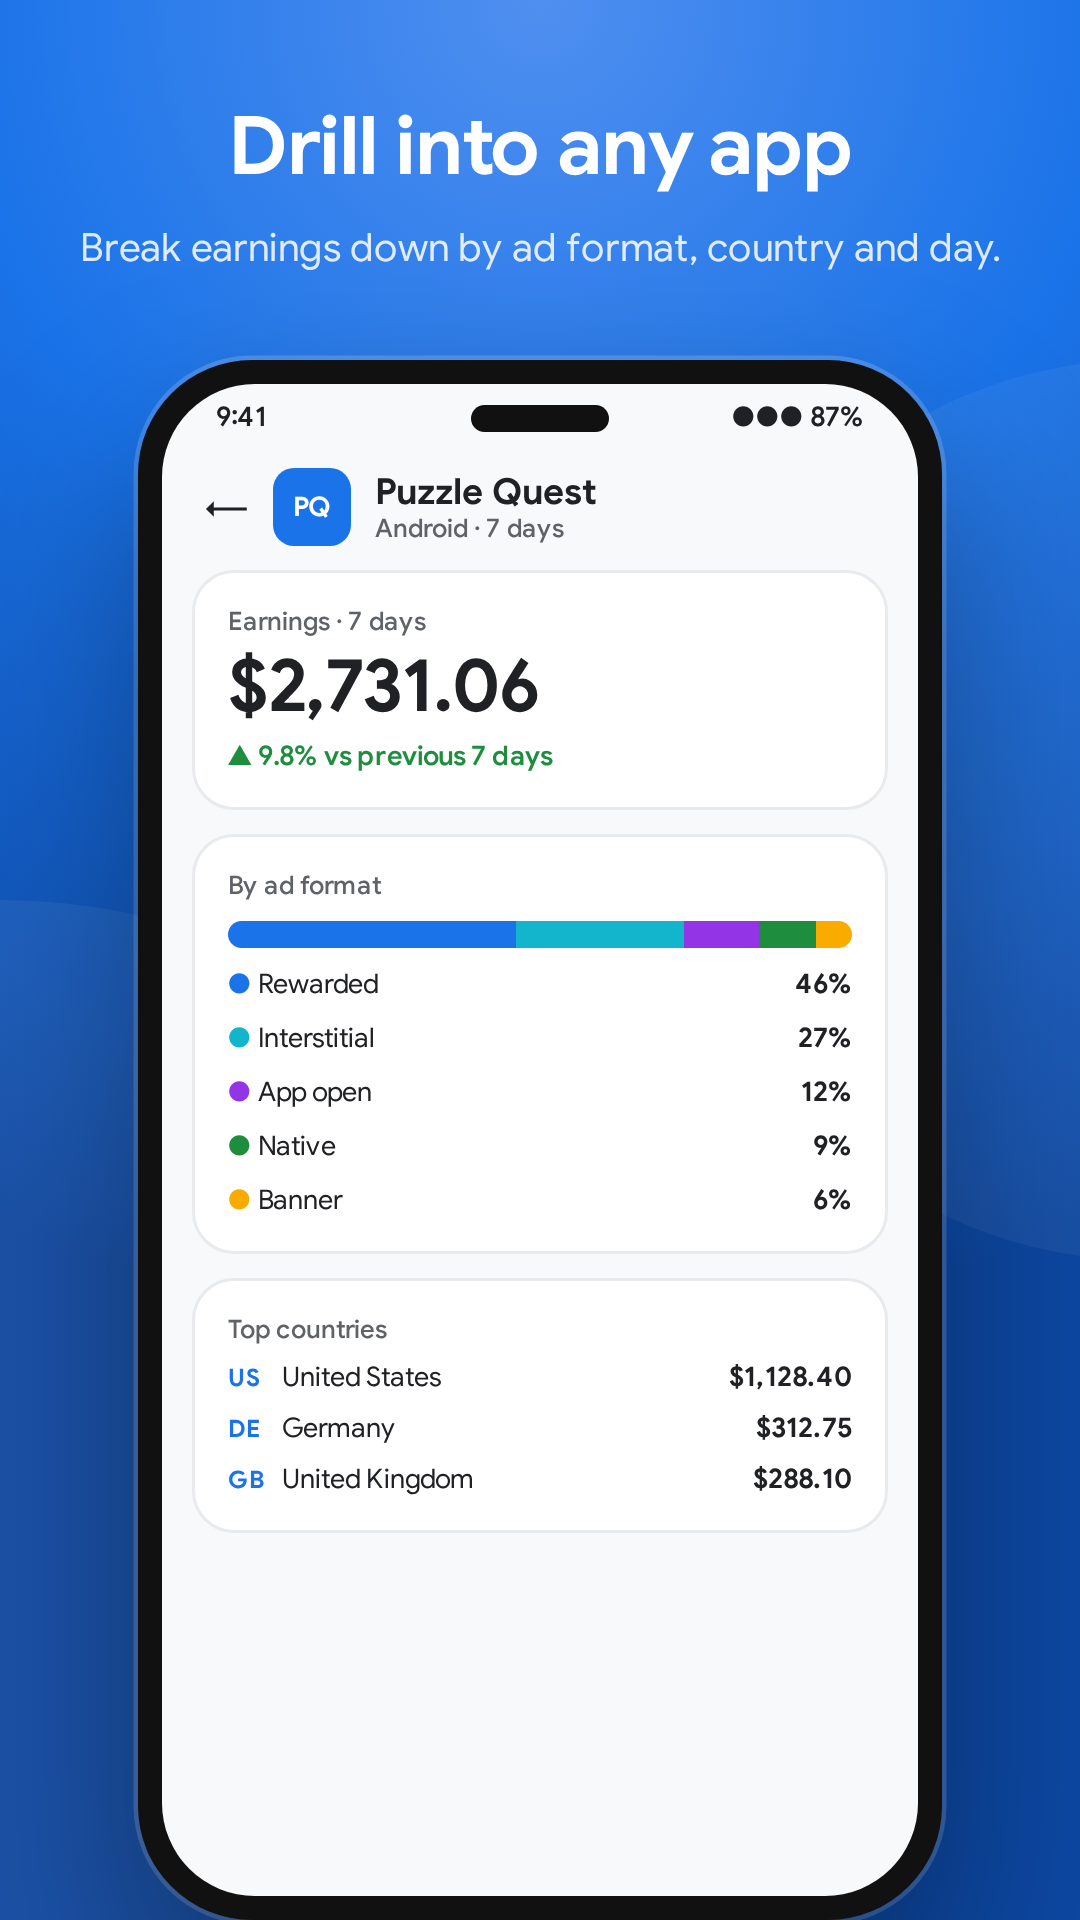 Drill into any app
Break earnings down by ad format, country and day.
9:41
87%
PQ
Puzzle Quest
Android · 7 days
Earnings · 7 days
$2,731.06
▲ 9.8% vs previous 7 days
By ad format
Rewarded 46%
Interstitial 27%
App open 12%
Native 9%
Banner 6%
Top countries
US United States $1,128.40
DE Germany $312.75
GB United Kingdom $288.10